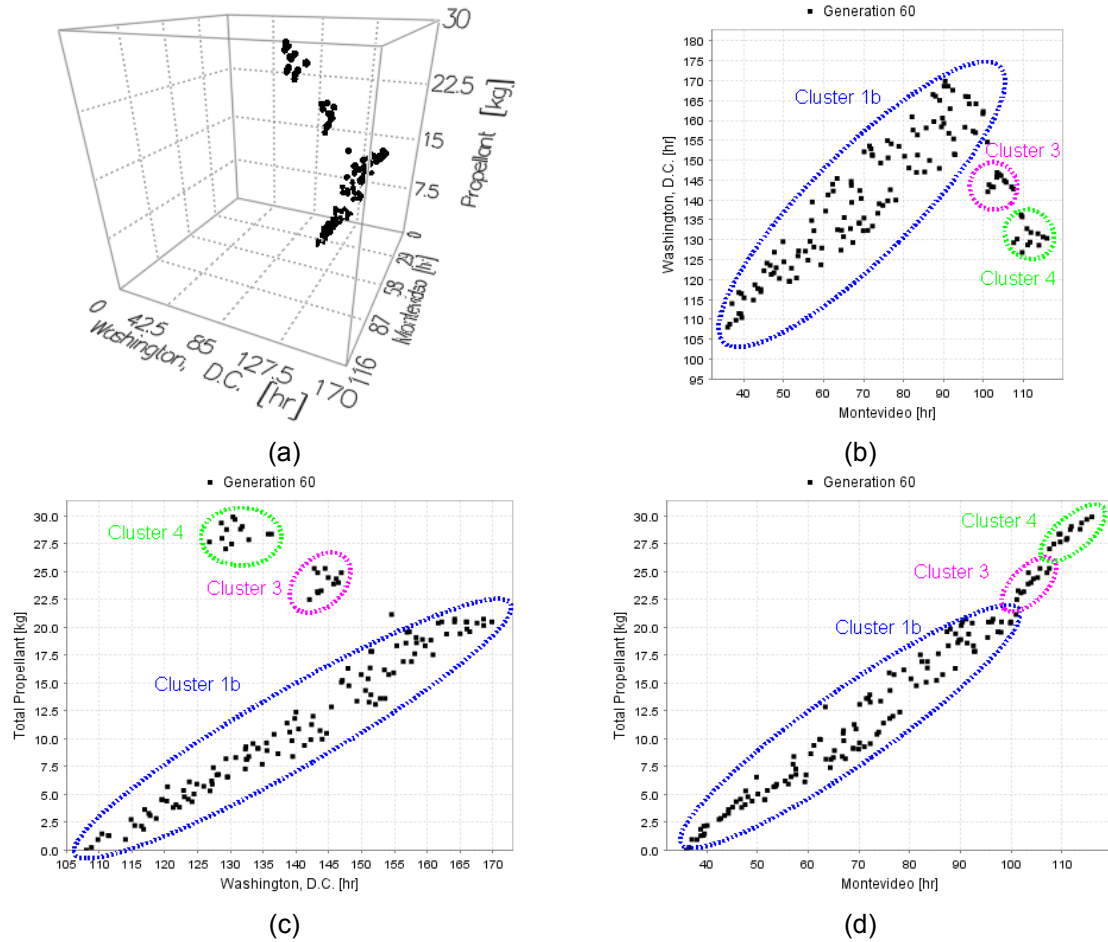 30
22.5
15
7.5
0
Propellant [kg]
0
29
58
87
116
Montevideo [hr]
0
42.5
85
127.5
170
Washington, D.C. [hr]
(a)
Generation 60
180
175
170
165
160
155
150
145
140
135
130
125
120
115
110
105
100
95
Washington, D.C. [hr]
Cluster 1b
Cluster 3
Cluster 4
40 50 60 70 80 90 100 110
Montevideo [hr]
(b)
Generation 60
30.0
27.5
25.0
22.5
20.0
17.5
15.0
12.5
10.0
7.5
5.0
2.5
0.0
Total Propellant [kg]
Cluster 4
Cluster 3
Cluster 1b
105 110 115 120 125 130 135 140 145 150 155 160 165 170
Washington, D.C. [hr]
(c)
Generation 60
30.0
27.5
25.0
22.5
20.0
17.5
15.0
12.5
10.0
7.5
5.0
2.5
0.0
Total Propellant [kg]
Cluster 4
Cluster 3
Cluster 1b
40 50 60 70 80 90 100 110
Montevideo [hr]
(d)